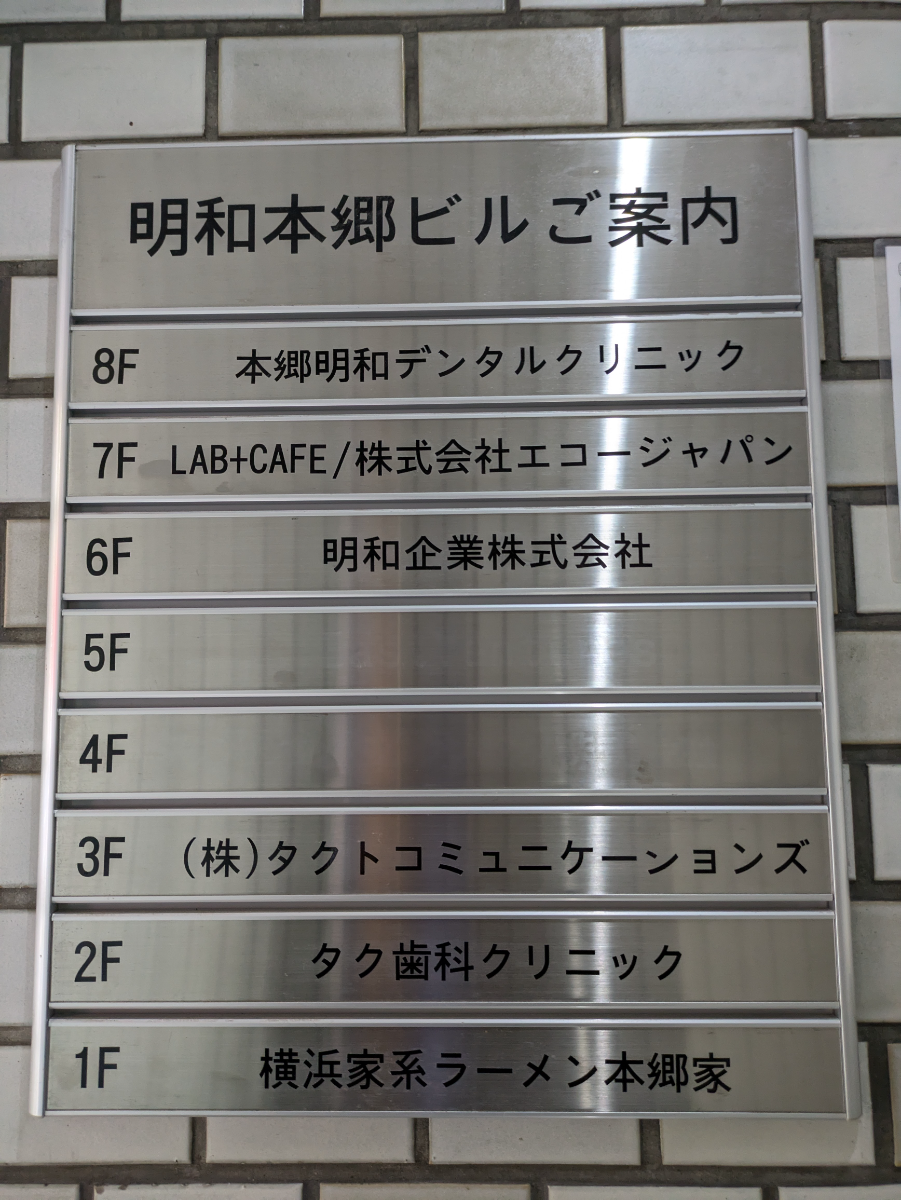 明和本郷ビルご案内
8F 本郷明和デンタルクリニック
7F LAB+CAFE/株式会社エコージャパン
6F 明和企業株式会社
5F
4F
3F (株)タクトコミュニケーションズ
2F タク歯科クリニック
1F 横浜家系ラーメン本郷家